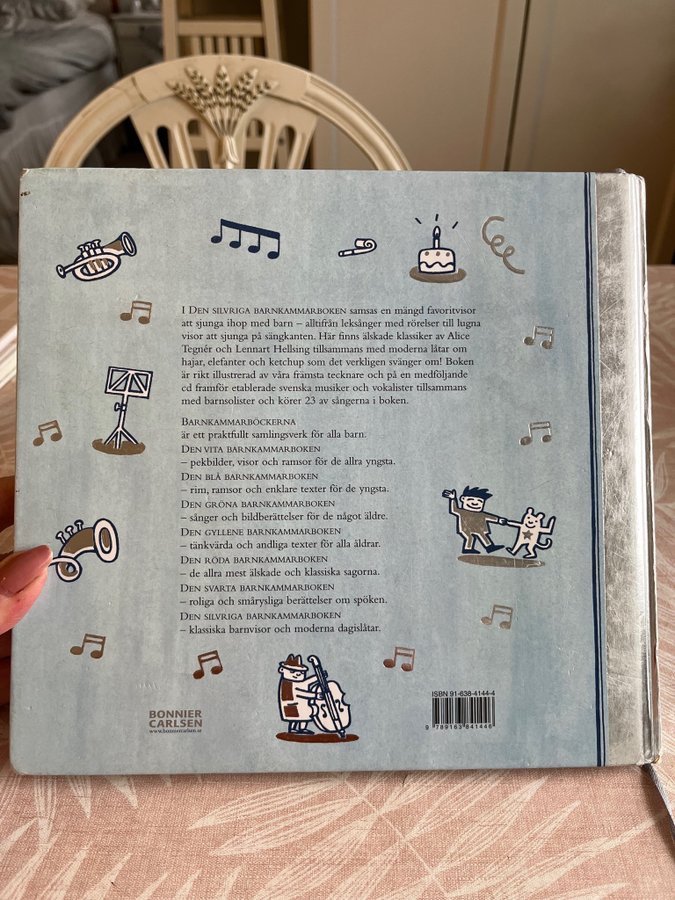 I DEN SILVRIGA BARNKAMMARBOKEN samsas en mängd favoritvisor
att sjunga ihop med barn – alltifrån leksånger med rörelser till lugna
visor att sjunga på sängkanten. Här finns älskade klassiker av Alice
Tegnér och Lennart Hellsing tillsammans med moderna låtar om
hajar, elefanter och ketchup som det verkligen svänger om! Boken
är rikt illustrerad av våra främsta tecknare och på en medföljande
cd framför etablerade svenska musiker och vokalister tillsammans
med barnsolister och körer 23 av sångerna i boken.
BARNKAMMARBÖCKERNA
är ett praktfullt samlingsverk för alla barn.
DEN VITA BARNKAMMARBOKEN
– pekbilder, visor och ramsor för de allra yngsta.
DEN BLÅ BARNKAMMARBOKEN
– rim, ramsor och enklare texter för de yngsta.
DEN GRÖNA BARNKAMMARBOKEN
– sånger och bildberättelser för de något äldre.
DEN GYLLENE BARNKAMMARBOKEN
– tänkvärda och andliga texter för alla åldrar.
DEN RÖDA BARNKAMMARBOKEN
– de allra mest älskade och klassiska sagorna.
DEN SVARTA BARNKAMMARBOKEN
– roliga och smårysliga berättelser om spöken.
DEN SILVRIGA BARNKAMMARBOKEN
– klassiska barnvisor och moderna dagislåtar.
BONNIER
CARLSEN
www.bonniercarlsen.se
ISBN 91-638-4144-4
9 789163 841446